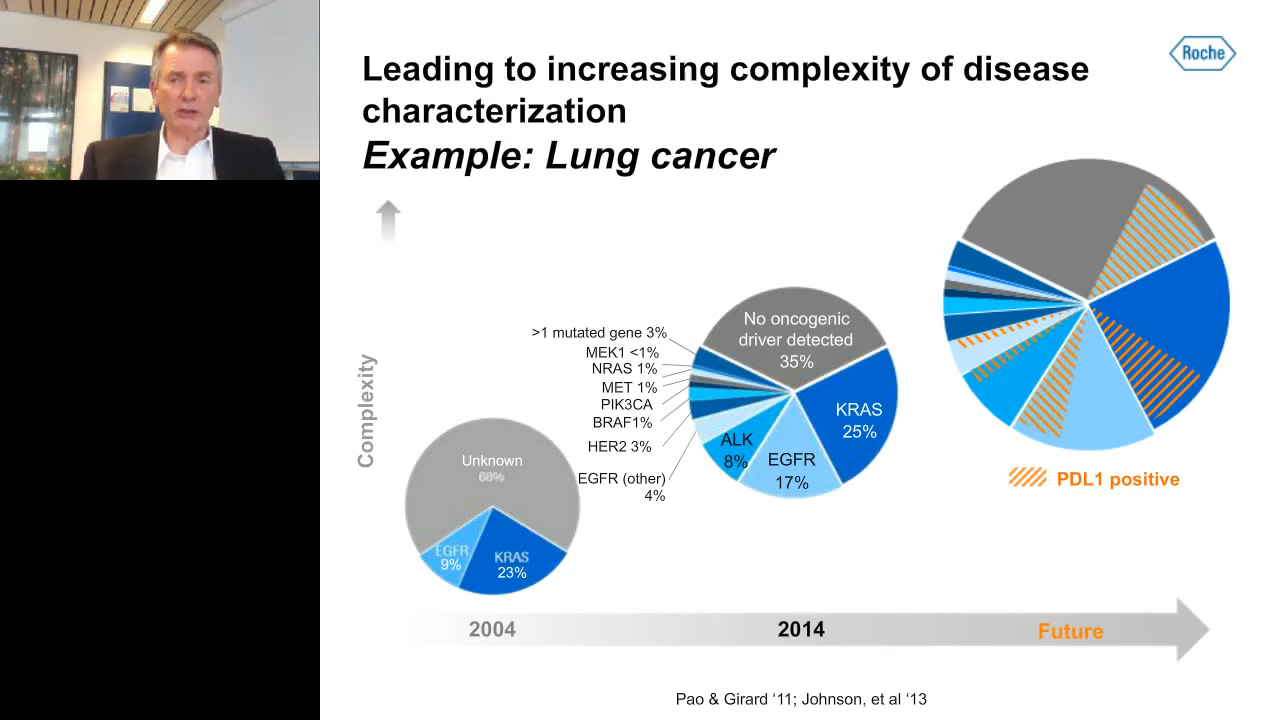 Roche
Leading to increasing complexity of disease
characterization
Example: Lung cancer
Complexity
Unknown
68%
EGFR
9%
KRAS
23%
>1 mutated gene 3%
MEK1 <1%
NRAS 1%
MET 1%
PIK3CA
BRAF1%
HER2 3%
EGFR (other)
4%
No oncogenic
driver detected
35%
KRAS
25%
ALK
8%
EGFR
17%
PDL1 positive
2004
2014
Future
Pao & Girard ‘11; Johnson, et al ‘13